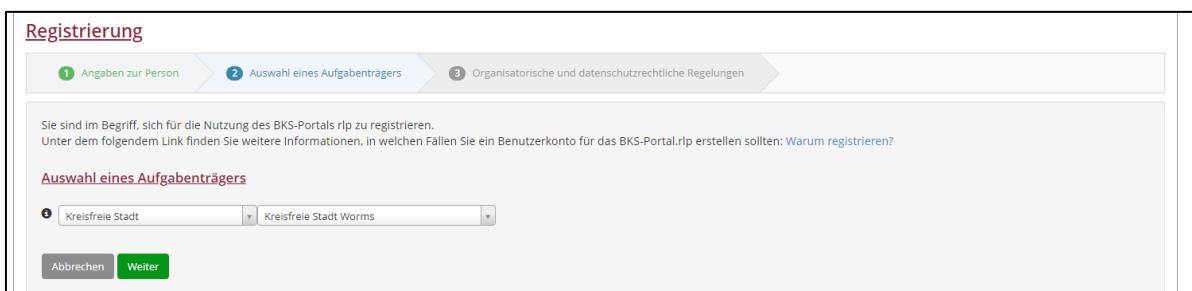 Registrierung
1 Angaben zur Person 2 Auswahl eines Aufgabenträgers 3 Organisatorische und datenschutzrechtliche Regelungen
Sie sind im Begriff, sich für die Nutzung des BKS-Portals rlp zu registrieren.
Unter dem folgendem Link finden Sie weitere Informationen, in welchen Fällen Sie ein Benutzerkonto für das BKS-Portal.rlp erstellen sollten: Warum registrieren?
Auswahl eines Aufgabenträgers
Kreisfreie Stadt Kreisfreie Stadt Worms
Abbrechen Weiter